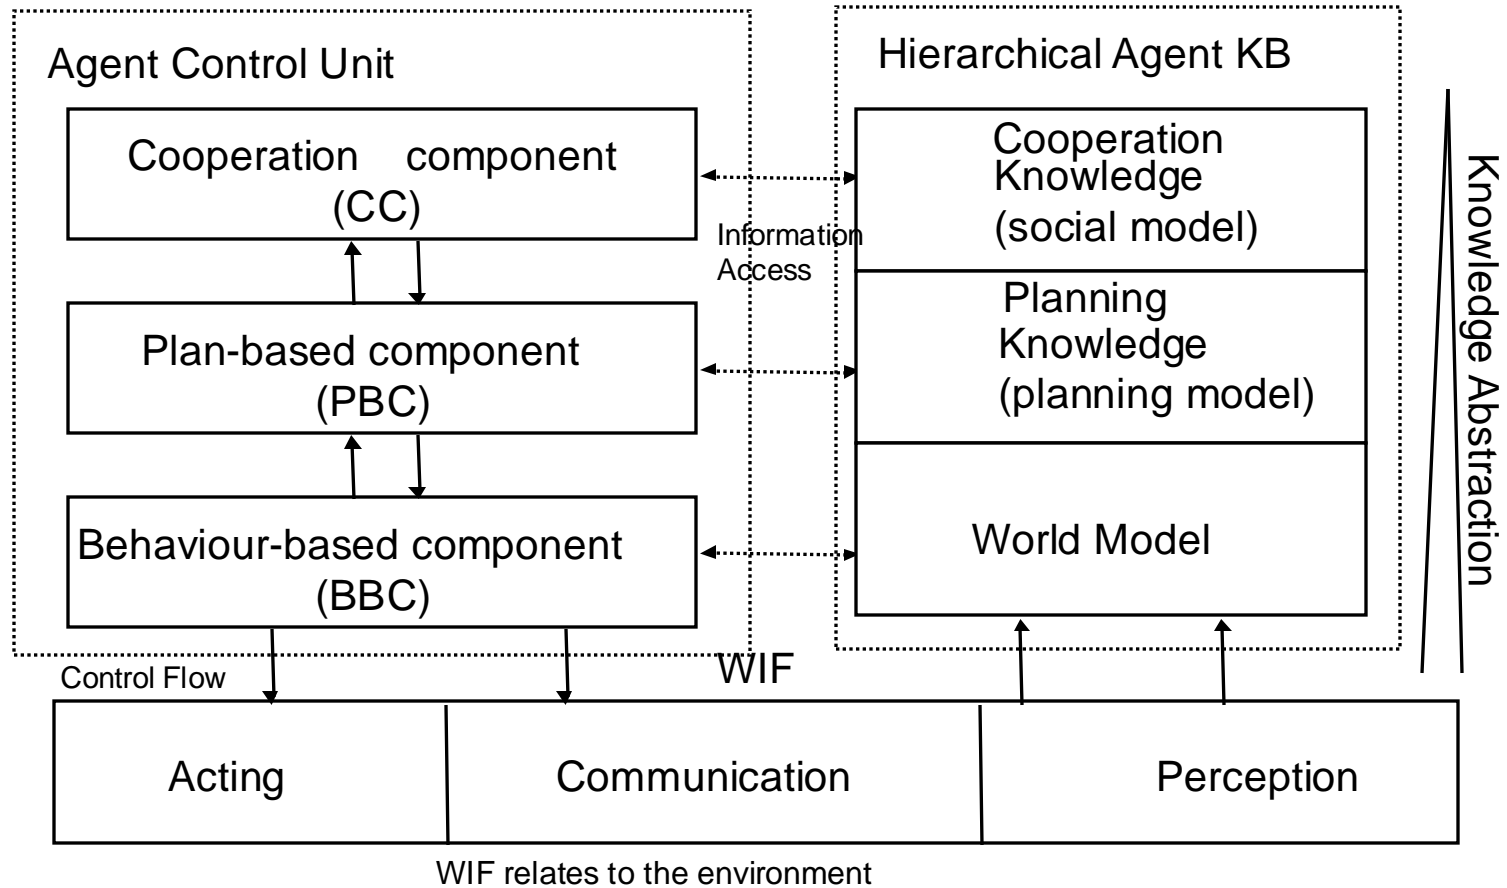 Agent Control Unit
Cooperation component
(CC)
Plan-based component
(PBC)
Behaviour-based component
(BBC)
Information
Access
Hierarchical Agent KB
Cooperation
Knowledge
(social model)
Planning
Knowledge
(planning model)
World Model
Knowledge Abstraction
Control Flow
WIF
Acting
Communication
Perception
WIF relates to the environment